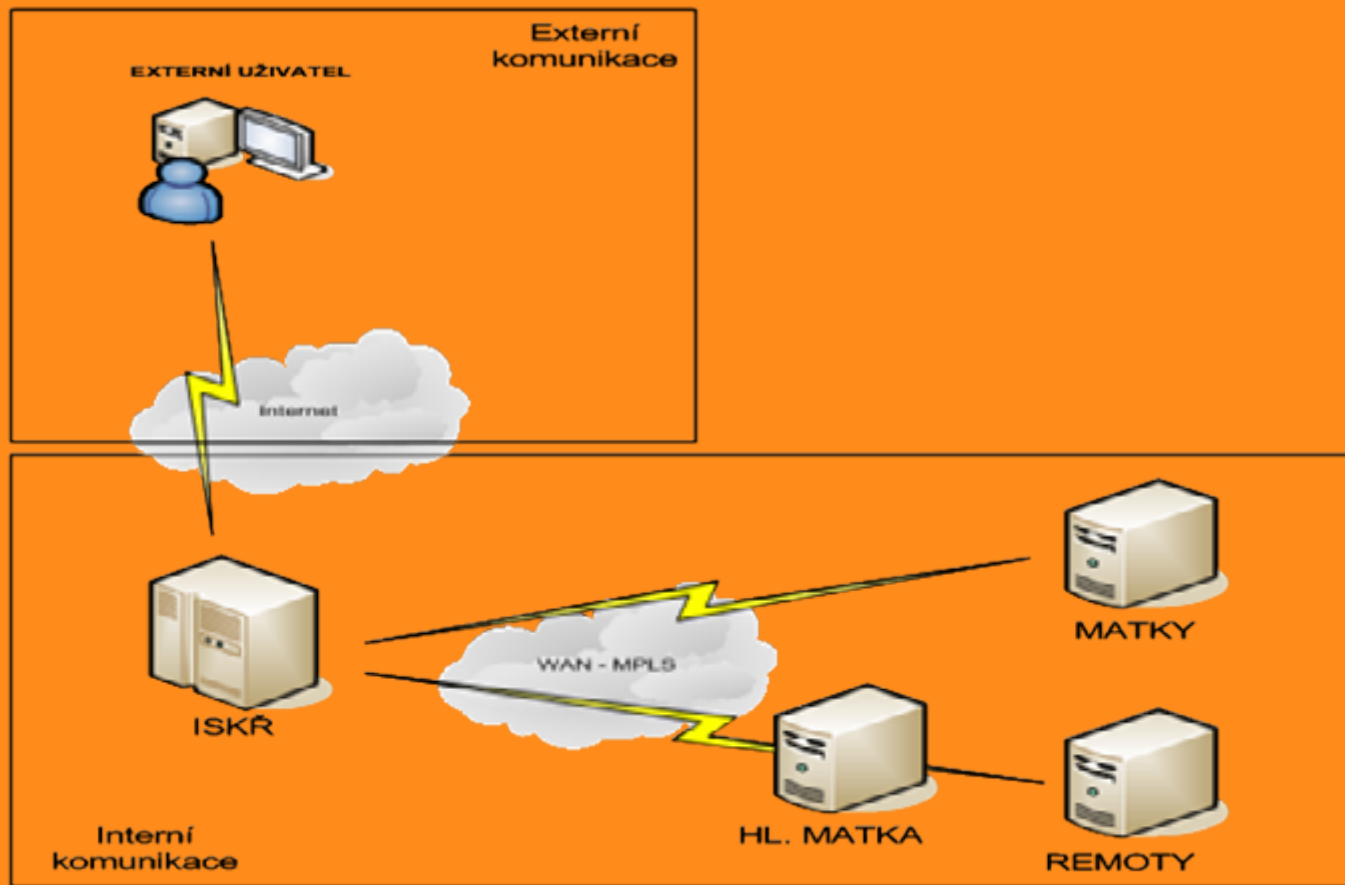 Externí
komunikace
EXTERNÍ UŽIVATEL
Internet
MATKY
WAN - MPLS
ISKŘ
HL. MATKA
Interní
komunikace
REMOTY